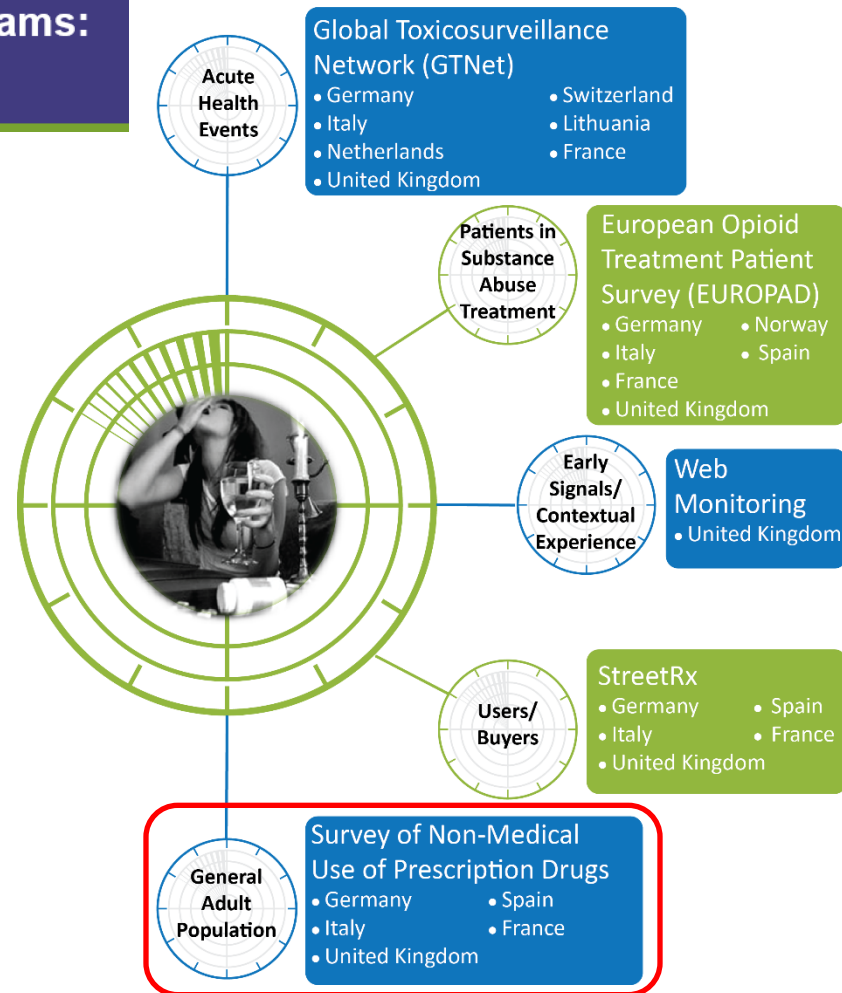 ams:
Acute
Health
Events
Global Toxicosurveillance
Network (GTNet)
• Germany
• Italy
• Netherlands
• United Kingdom
• Switzerland
• Lithuania
• France
Patients in
Substance
Abuse
Treatment
European Opioid
Treatment Patient
Survey (EUROPAD)
• Germany
• Italy
• France
• United Kingdom
• Norway
• Spain
Early
Signals/
Contextual
Experience
Web
Monitoring
• United Kingdom
Users/
Buyers
StreetRx
• Germany
• Italy
• United Kingdom
• Spain
• France
General
Adult
Population
Survey of Non-Medical
Use of Prescription Drugs
• Germany
• Italy
• United Kingdom
• Spain
• France